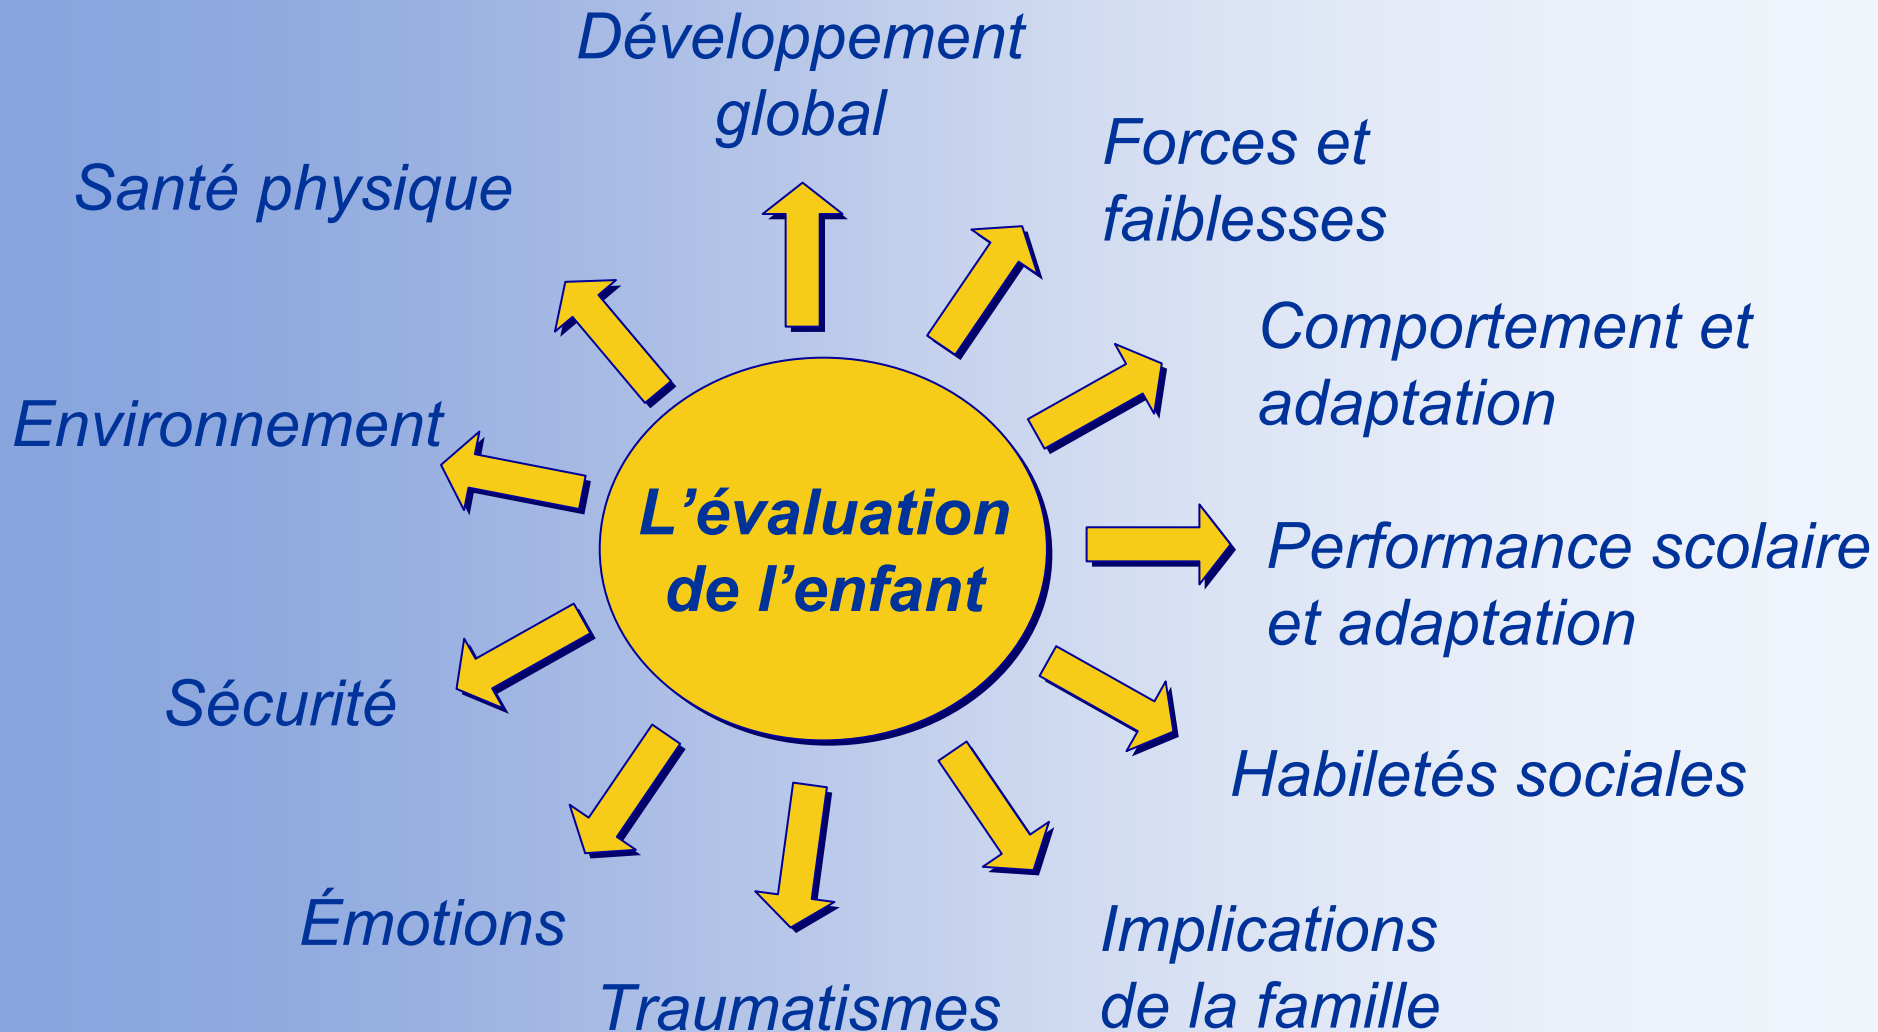 Développement
global
Forces et
faiblesses
Santé physique
Comportement et
adaptation
Environnement
L’évaluation
de l’enfant
Performance scolaire
et adaptation
Sécurité
Habiletés sociales
Émotions
Implications
de la famille
Traumatismes